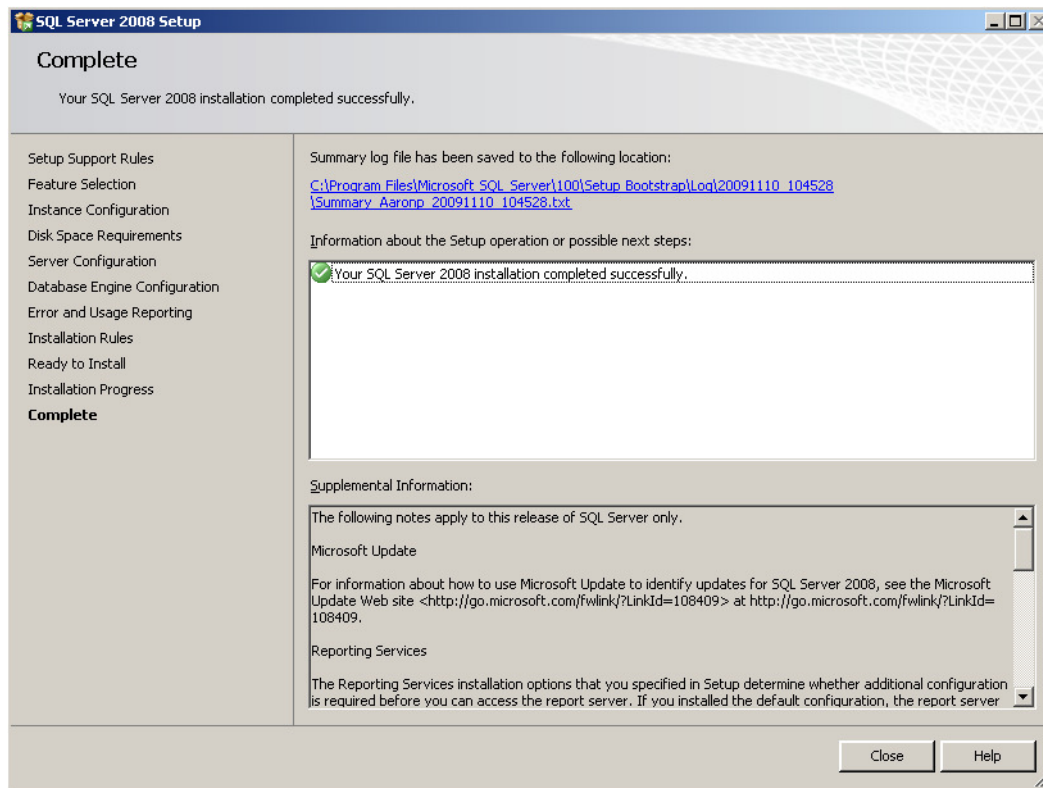 SQL Server 2008 Setup
Complete
Your SQL Server 2008 installation completed successfully.
Setup Support Rules
Feature Selection
Instance Configuration
Disk Space Requirements
Server Configuration
Database Engine Configuration
Error and Usage Reporting
Installation Rules
Ready to Install
Installation Progress
Complete
Summary log file has been saved to the following location:
C:\Program Files\Microsoft SQL Server\100\Setup Bootstrap\Log\20091110_104528
\Summary_Aaronp_20091110_104528.txt
Information about the Setup operation or possible next steps:
Your SQL Server 2008 installation completed successfully.
Supplemental Information:
The following notes apply to this release of SQL Server only.
Microsoft Update
For information about how to use Microsoft Update to identify updates for SQL Server 2008, see the Microsoft
Update Web site <http://go.microsoft.com/fwlink/?LinkId=108409> at http://go.microsoft.com/fwlink/?LinkId=
108409.
Reporting Services
The Reporting Services installation options that you specified in Setup determine whether additional configuration
is required before you can access the report server. If you installed the default configuration, the report server
Close
Help